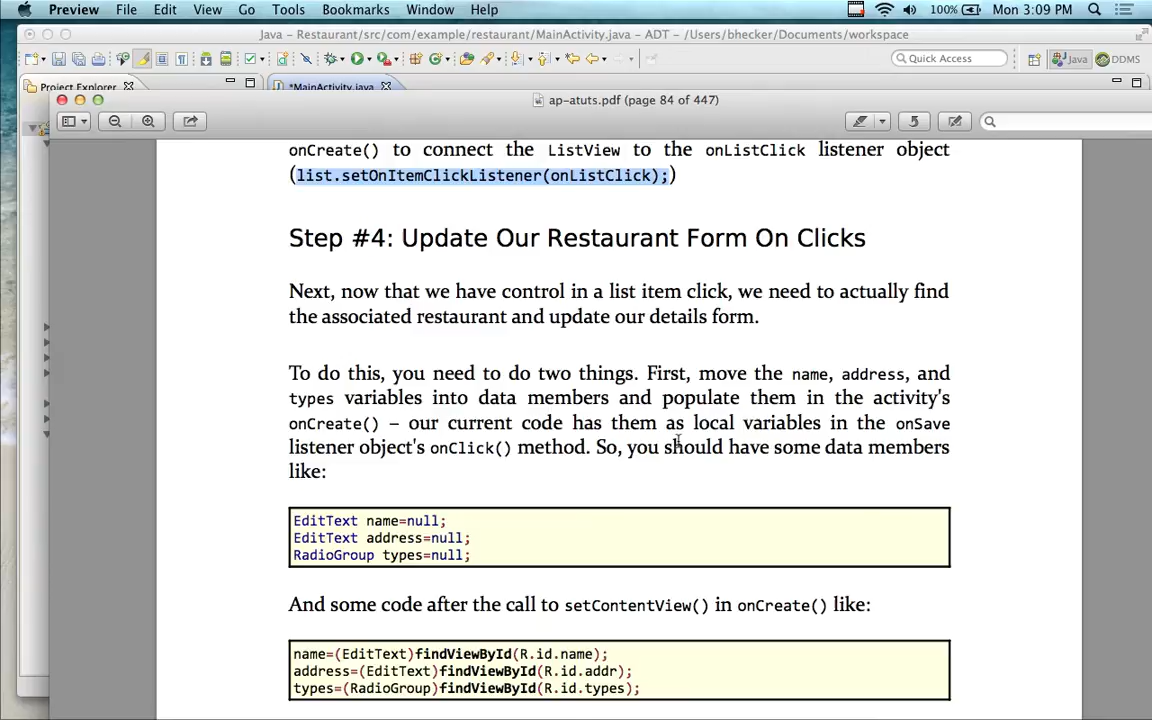 Preview File Edit View Go Tools Bookmarks Window Help 100% Mon 3:09 PM
Java - Restaurant/src/com/example/restaurant/MainActivity.java - ADT - /Users/bhecker/Documents/workspace
Quick Access Java DDMS
Project Explorer *MainActivity.java
ap-atuts.pdf (page 84 of 447)
onCreate() to connect the ListView to the onListClick listener object
(list.setOnItemClickListener(onListClick);)
Step #4: Update Our Restaurant Form On Clicks
Next, now that we have control in a list item click, we need to actually find
the associated restaurant and update our details form.
To do this, you need to do two things. First, move the name, address, and
types variables into data members and populate them in the activity's
onCreate() – our current code has them as local variables in the onSave
listener object's onClick() method. So, you should have some data members
like:
EditText name=null;
EditText address=null;
RadioGroup types=null;
And some code after the call to setContentView() in onCreate() like:
name=(EditText)findViewById(R.id.name);
address=(EditText)findViewById(R.id.addr);
types=(RadioGroup)findViewById(R.id.types);